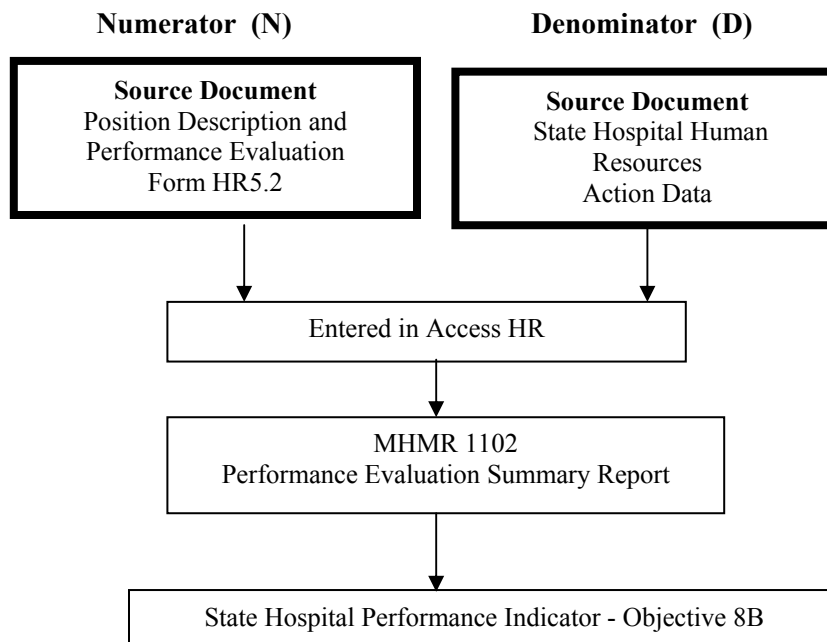 Numerator (N)
Denominator (D)
Source Document
Position Description and
Performance Evaluation
Form HR5.2
Source Document
State Hospital Human
Resources
Action Data
Entered in Access HR
MHMR 1102
Performance Evaluation Summary Report
State Hospital Performance Indicator - Objective 8B